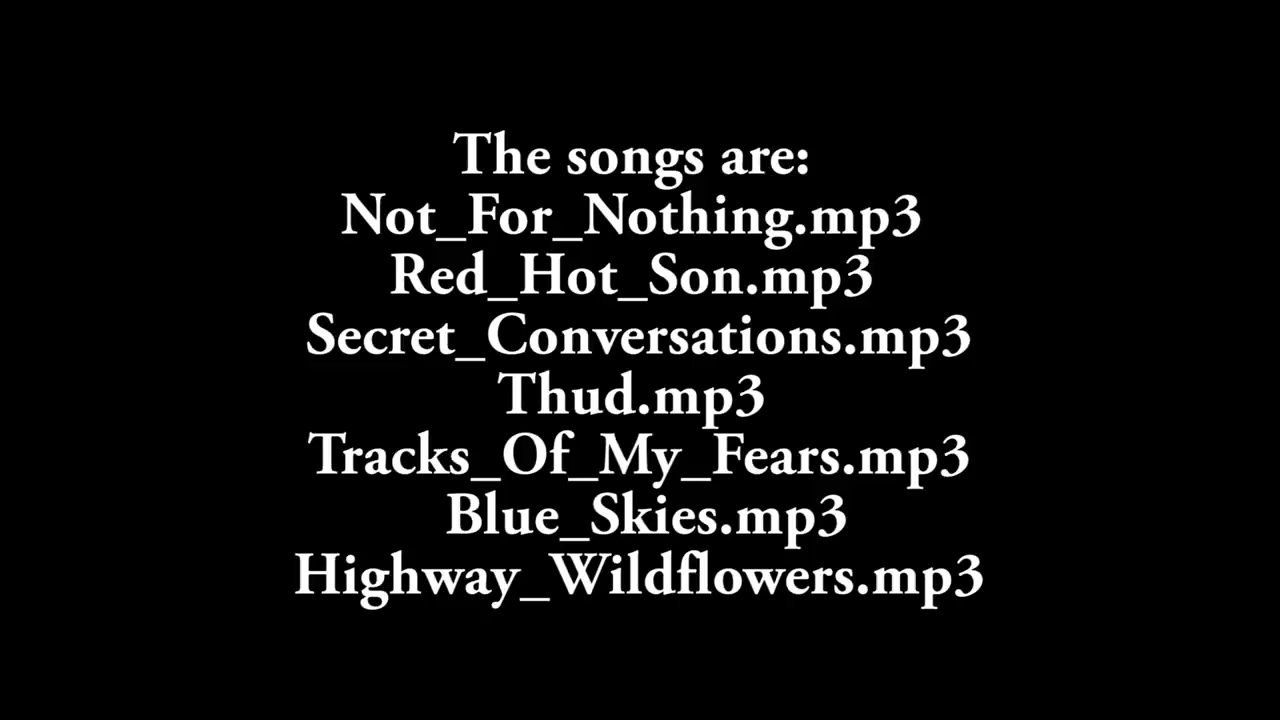 The songs are:
Not_For_Nothing.mp3
Red_Hot_Son.mp3
Secret_Conversations.mp3
Thud.mp3
Tracks_Of_My_Fears.mp3
Blue_Skies.mp3
Highway_Wildflowers.mp3